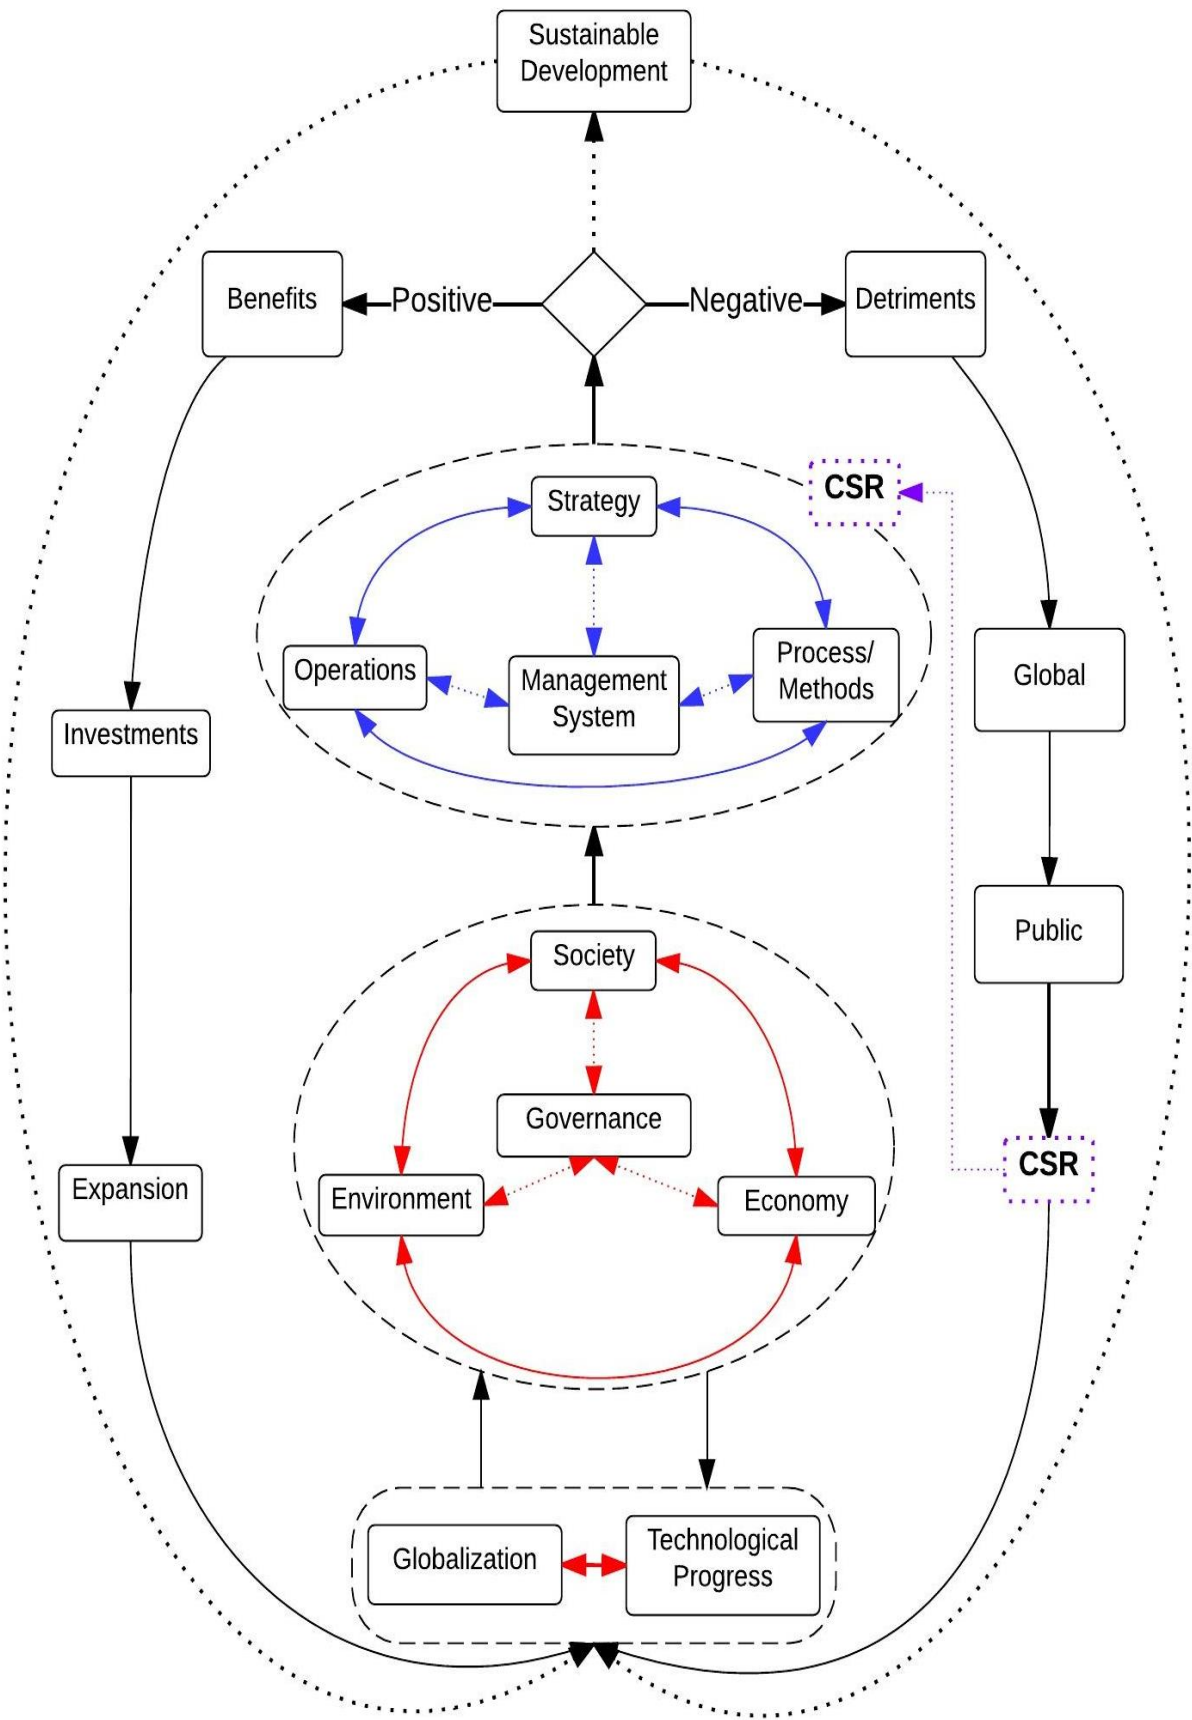 Sustainable
Development
Benefits
Positive
Negative
Detriments
CSR
Strategy
Operations
Management
System
Process/
Methods
Global
Investments
Public
Society
Governance
CSR
Expansion
Environment
Economy
Globalization
Technological
Progress